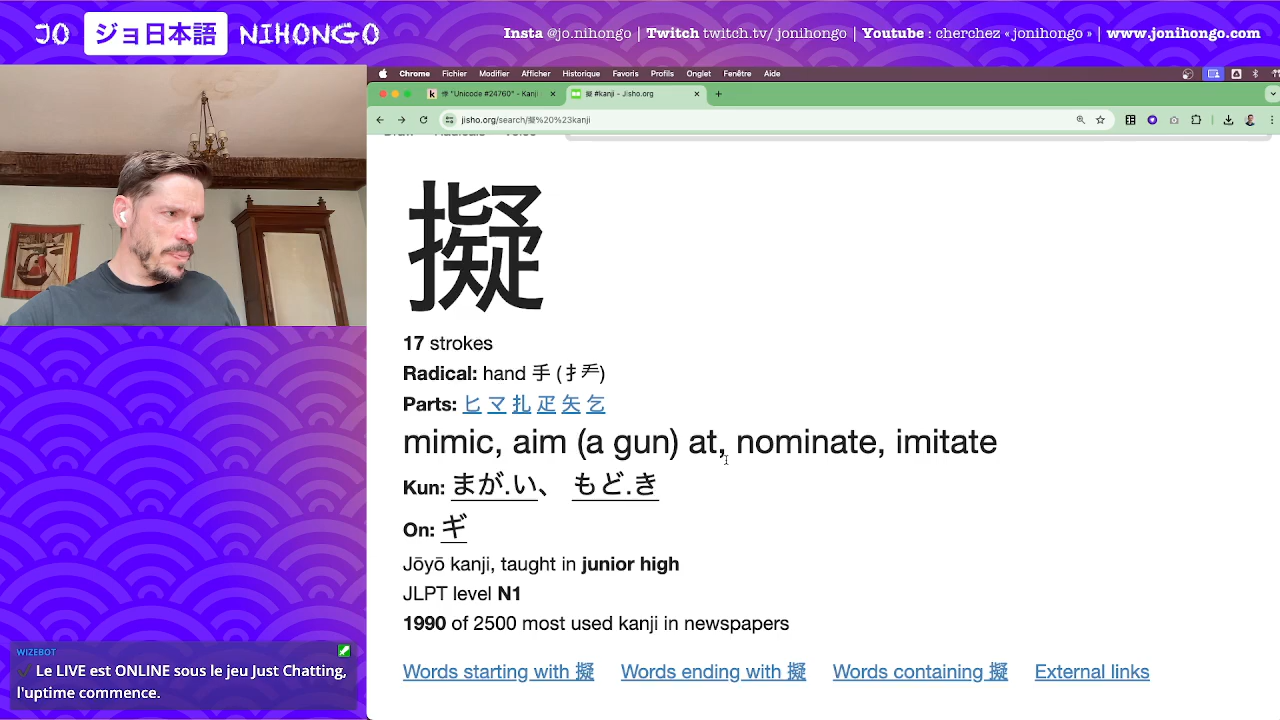 JO ジョ日本語 NIHONGO
Insta @jo.nihongo | Twitch twitch.tv/jonihongo | Youtube : cherchez « jonihongo » | www.jonihongo.com
Chrome Fichier Modifier Afficher Historique Favoris Profils Onglet Fenêtre Aide
"Unicode #24760" - Kanji
擬 #kanji - Jisho.org
jisho.org/search/擬%20%23kanji
擬
17 strokes
Radical: hand 手 (扌龵)
Parts: 匕 マ 扎 疋 矢 乞
mimic, aim (a gun) at, nominate, imitate
Kun: まが.い、 もど.き
On: ギ
Jōyō kanji, taught in junior high
JLPT level N1
1990 of 2500 most used kanji in newspapers
Words starting with 擬 Words ending with 擬 Words containing 擬 External links
WIZEBOT
✓ Le LIVE est ONLINE sous le jeu Just Chatting,
l'uptime commence.